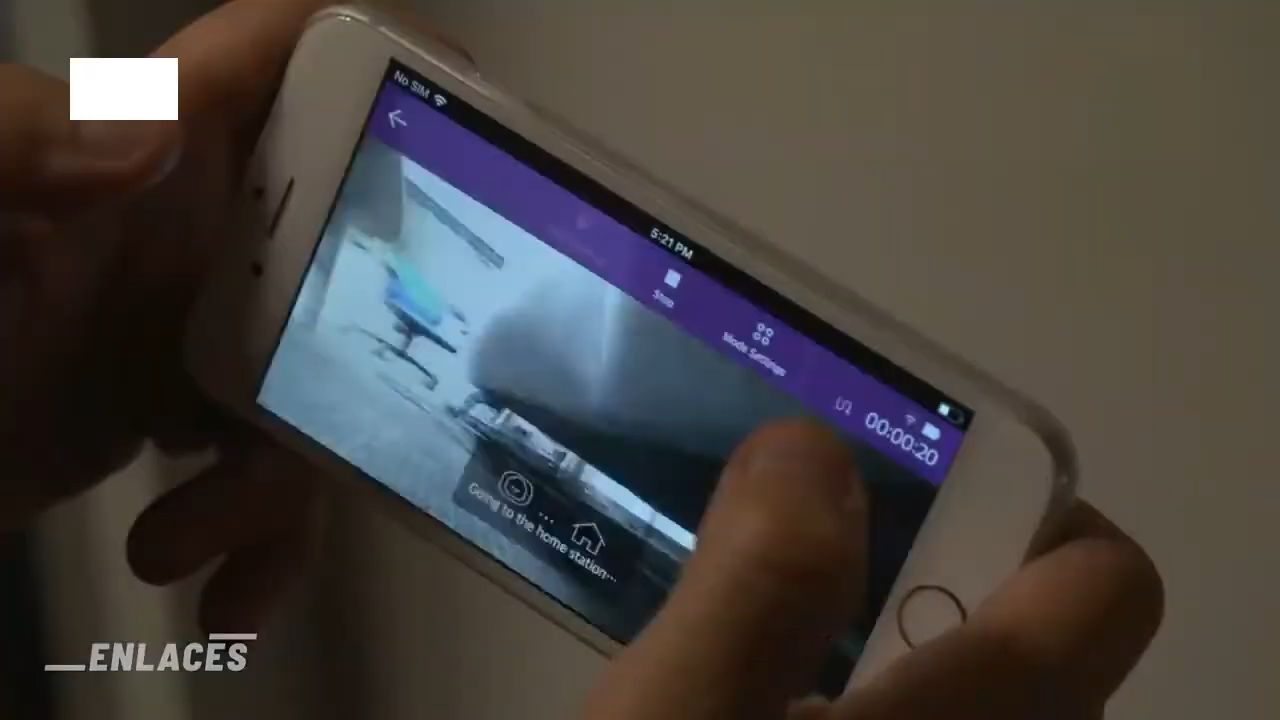 No SIM
5:21 PM
Stop
Mode Settings
00:00:20
Going to the home station...
ENLACES